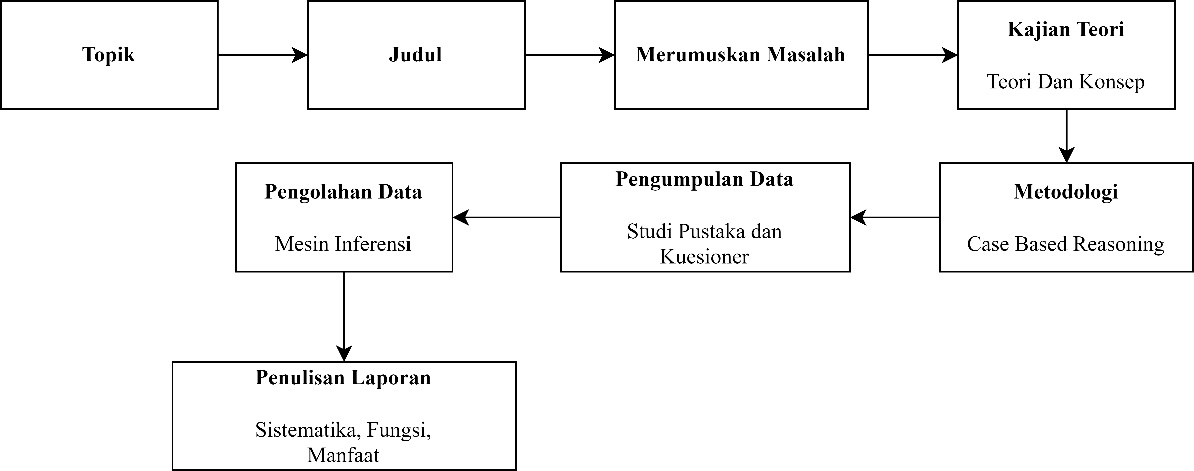 Topik
Judul
Merumuskan Masalah
Kajian Teori
Teori Dan Konsep
Metodologi
Case Based Reasoning
Pengumpulan Data
Studi Pustaka dan
Kuesioner
Pengolahan Data
Mesin Inferensi
Penulisan Laporan
Sistematika, Fungsi,
Manfaat